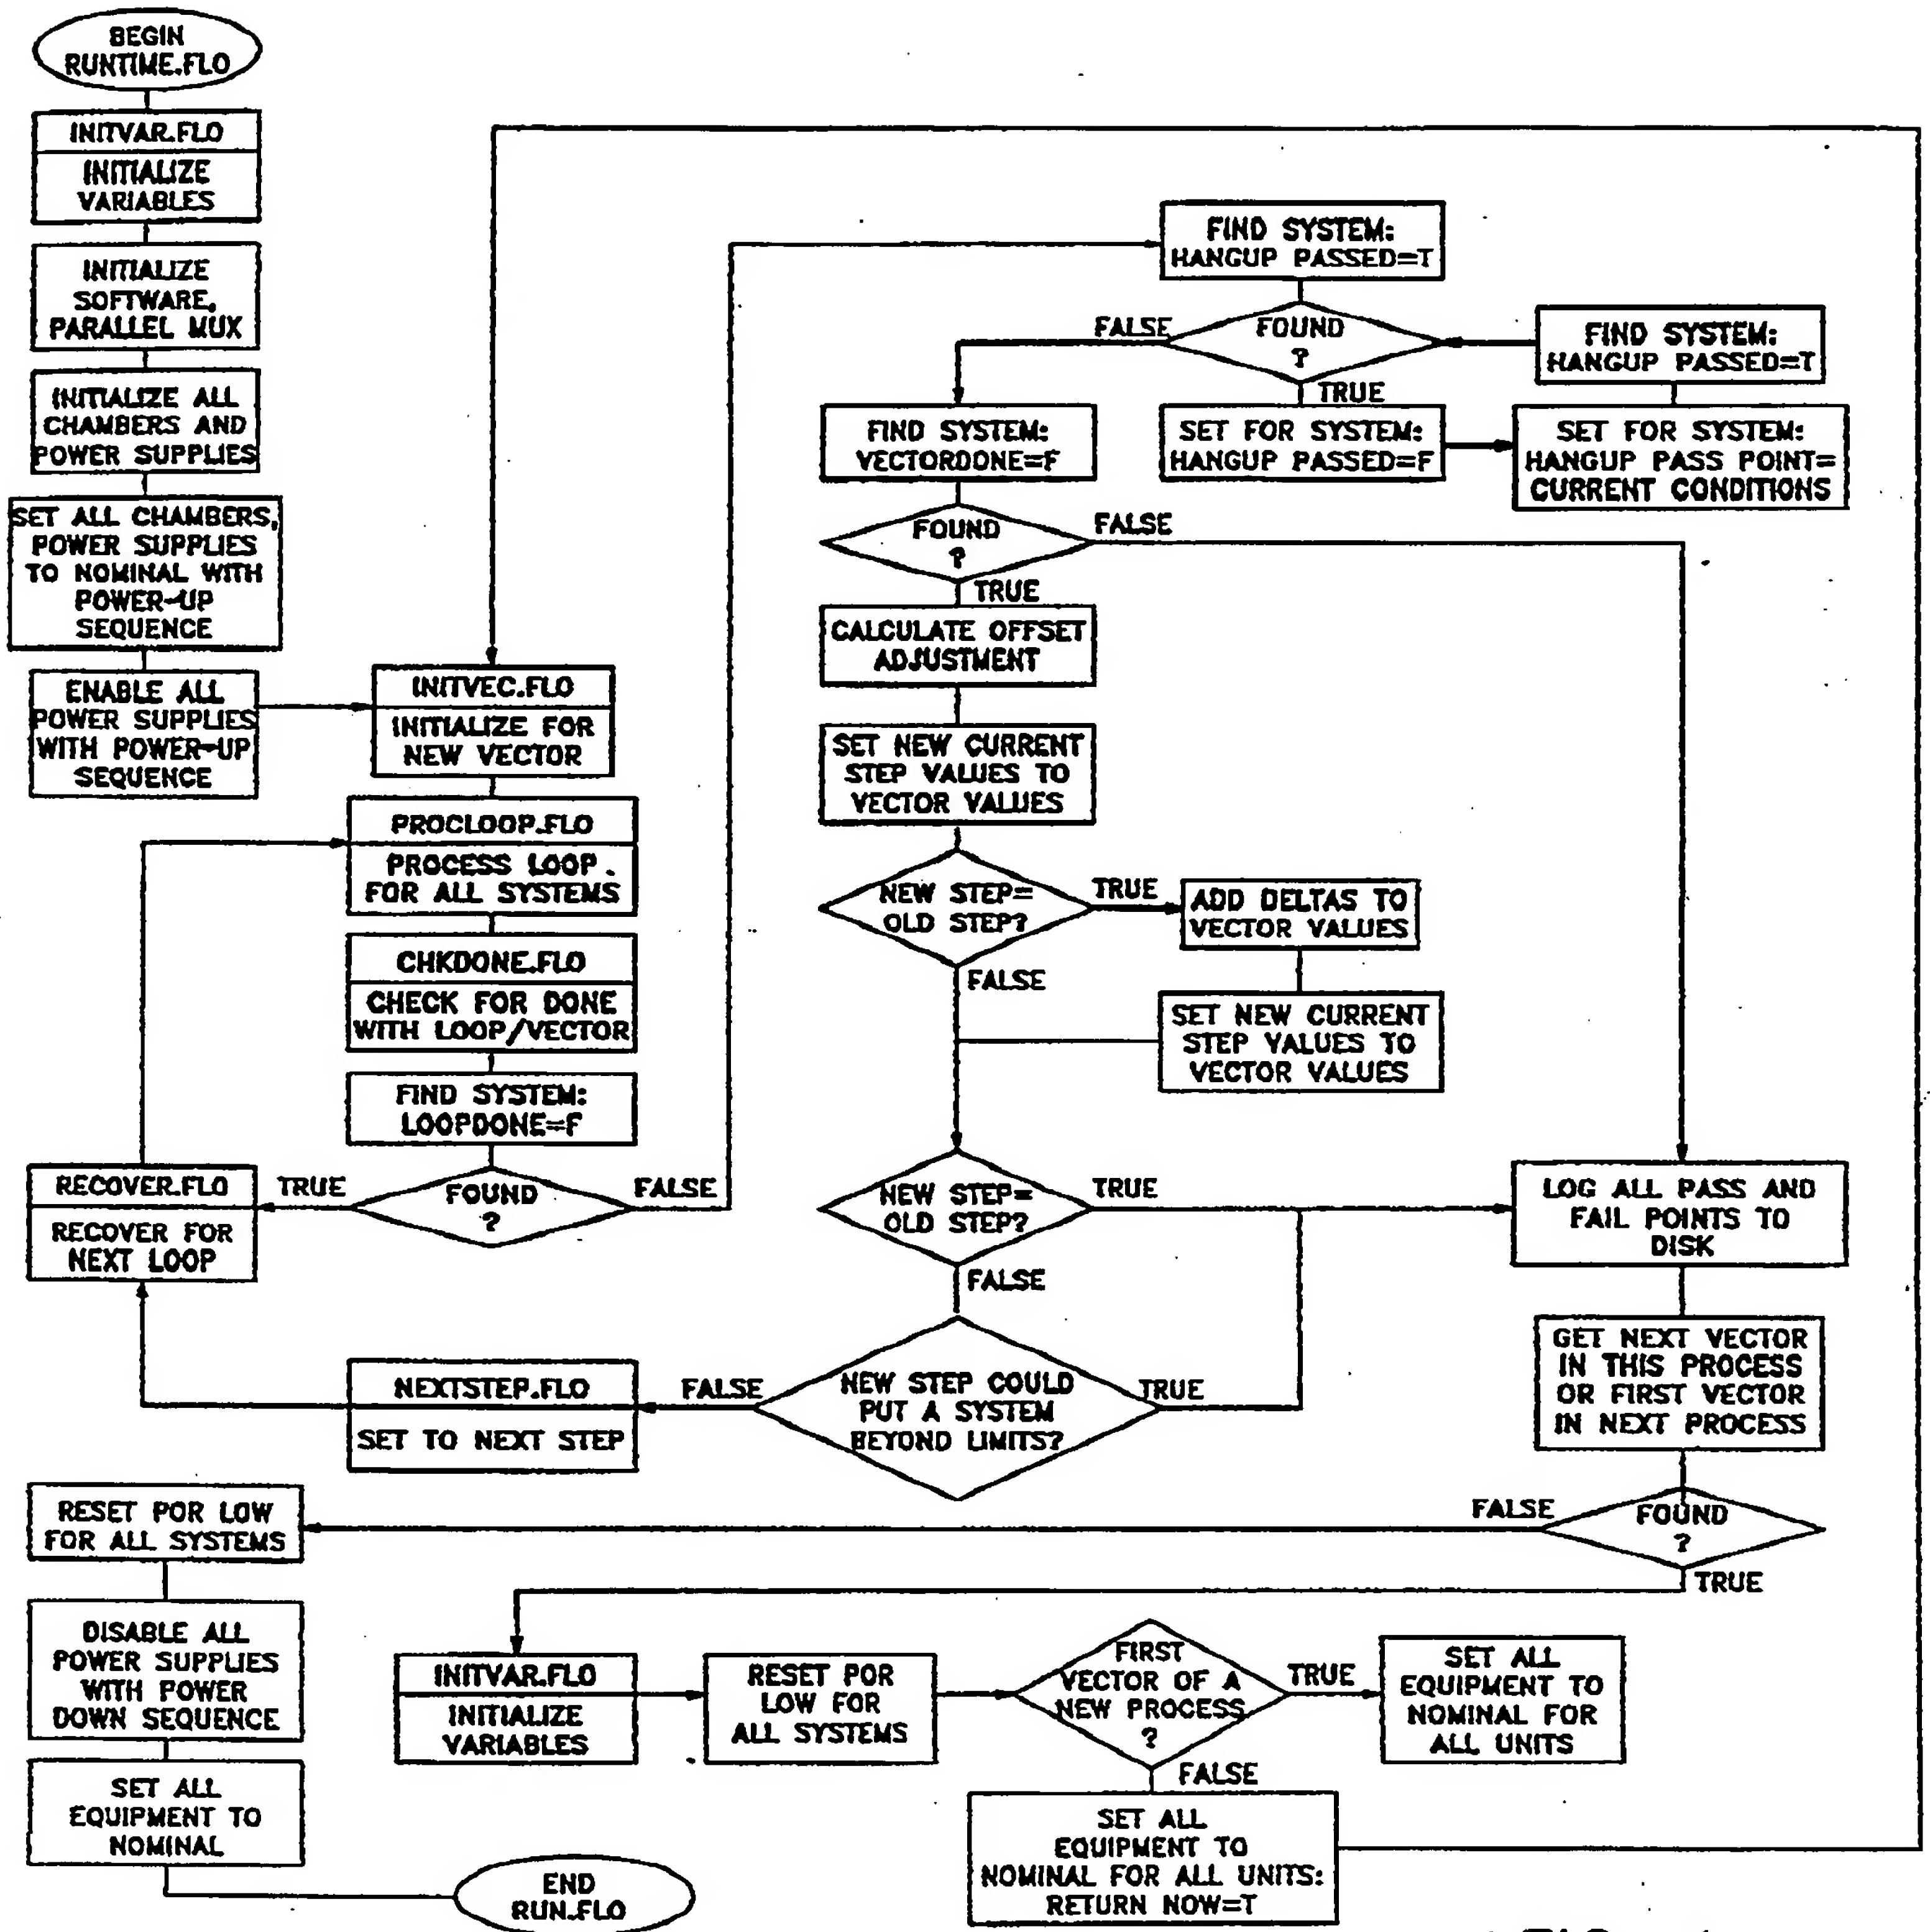 BEGIN
RUNTIME.FLO
INITVAR.FLO
INITIALIZE
VARIABLES
INITIALIZE
SOFTWARE,
PARALLEL MUX
INITIALIZE ALL
CHAMBERS AND
POWER SUPPLIES
SET ALL CHAMBERS,
POWER SUPPLIES
TO NOMINAL WITH
POWER-UP
SEQUENCE
ENABLE ALL
POWER SUPPLIES
WITH POWER-UP
SEQUENCE
INITVEC.FLO
INITIALIZE FOR
NEW VECTOR
PROCLOOP.FLO
PROCESS LOOP .
FOR ALL SYSTEMS
CHKDONE.FLO
CHECK FOR DONE
WITH LOOP/VECTOR
FIND SYSTEM:
LOOPDONE=F
FOUND
?
TRUE
FALSE
RECOVER.FLO
RECOVER FOR
NEXT LOOP
FIND SYSTEM:
HANGUP PASSED=T
FOUND
?
FALSE
TRUE
FIND SYSTEM:
HANGUP PASSED=T
SET FOR SYSTEM:
HANGUP PASSED=F
SET FOR SYSTEM:
HANGUP PASS POINT=
CURRENT CONDITIONS
FIND SYSTEM:
VECTORDONE=F
FOUND
?
FALSE
TRUE
CALCULATE OFFSET
ADJUSTMENT
SET NEW CURRENT
STEP VALUES TO
VECTOR VALUES
NEW STEP=
OLD STEP?
TRUE
FALSE
ADD DELTAS TO
VECTOR VALUES
SET NEW CURRENT
STEP VALUES TO
VECTOR VALUES
NEW STEP=
OLD STEP?
TRUE
FALSE
NEW STEP COULD
PUT A SYSTEM
BEYOND LIMITS?
FALSE
TRUE
NEXTSTEP.FLO
SET TO NEXT STEP
LOG ALL PASS AND
FAIL POINTS TO
DISK
GET NEXT VECTOR
IN THIS PROCESS
OR FIRST VECTOR
IN NEXT PROCESS
FOUND
?
FALSE
TRUE
RESET POR LOW
FOR ALL SYSTEMS
DISABLE ALL
POWER SUPPLIES
WITH POWER
DOWN SEQUENCE
SET ALL
EQUIPMENT TO
NOMINAL
END
RUN.FLO
INITVAR.FLO
INITIALIZE
VARIABLES
RESET POR
LOW FOR
ALL SYSTEMS
FIRST
VECTOR OF A
NEW PROCESS
?
TRUE
FALSE
SET ALL
EQUIPMENT TO
NOMINAL FOR
ALL UNITS
SET ALL
EQUIPMENT TO
NOMINAL FOR ALL UNITS:
RETURN NOW=T